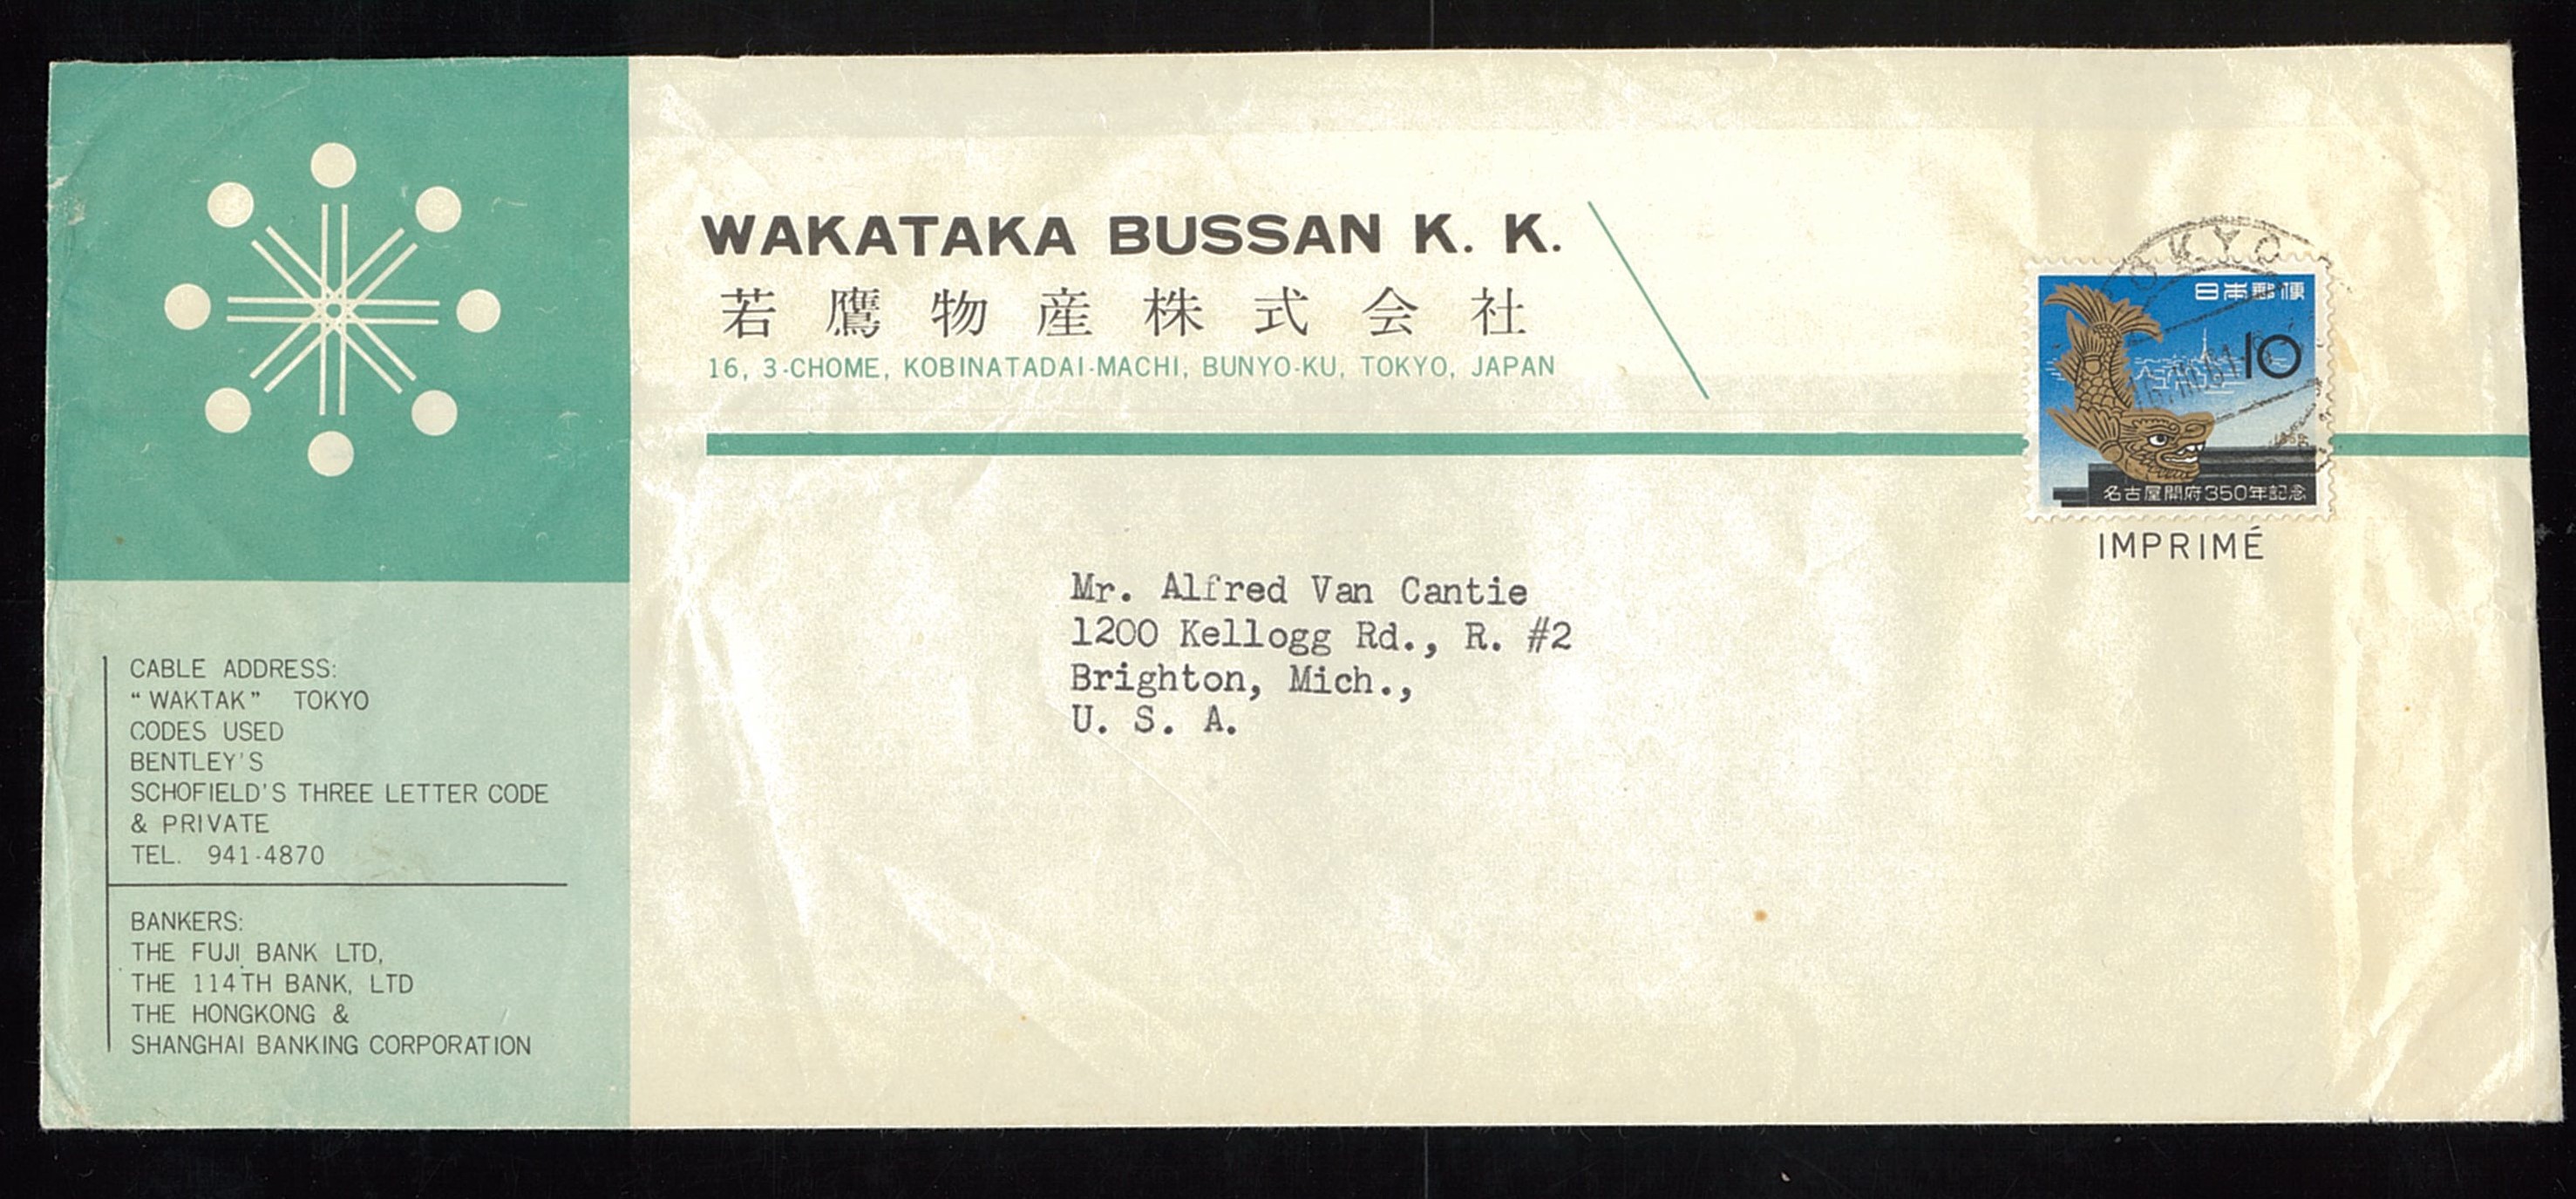 WAKATAKA BUSSAN K. K.
若鷹物産株式会社
16, 3-CHOME, KOBINATADAI-MACHI, BUNYO-KU, TOKYO, JAPAN
OKYO
日本郵便
10
名古屋開府350年記念
IMPRIMÉ
Mr. Alfred Van Cantie
1200 Kellogg Rd., R. #2
Brighton, Mich.,
U. S. A.
CABLE ADDRESS:
“WAKTAK” TOKYO
CODES USED
BENTLEY'S
SCHOFIELD'S THREE LETTER CODE
& PRIVATE
TEL. 941-4870
BANKERS:
THE FUJI BANK LTD,
THE 114TH BANK, LTD
THE HONGKONG &
SHANGHAI BANKING CORPORATION